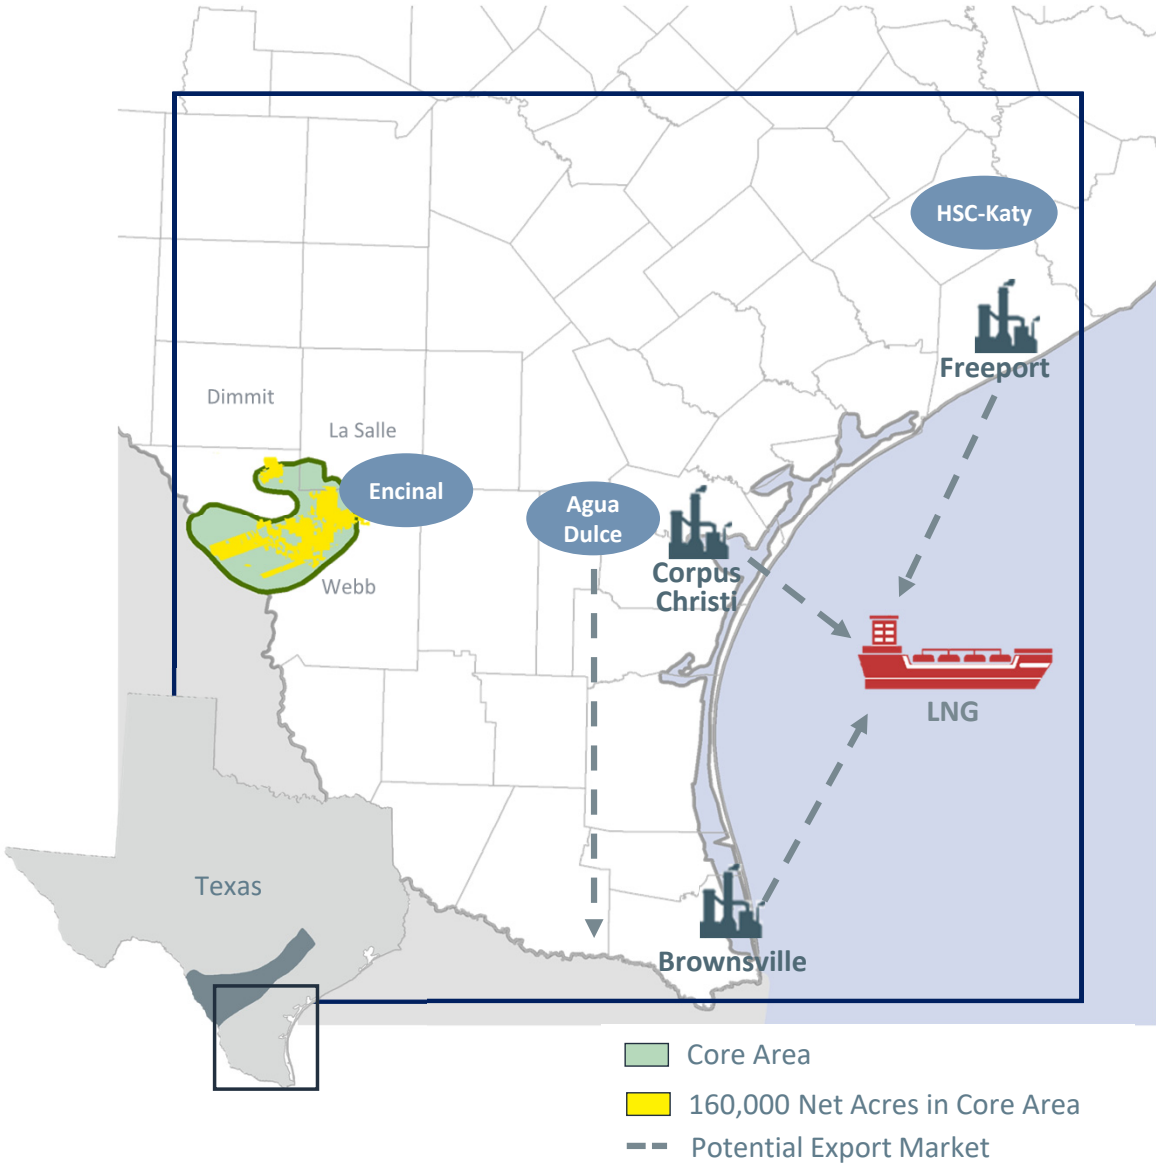 HSC-Katy
Freeport
Dimmit
La Salle
Encinal
Agua
Dulce
Corpus
Christi
Webb
LNG
Texas
Brownsville
Core Area
160,000 Net Acres in Core Area
Potential Export Market